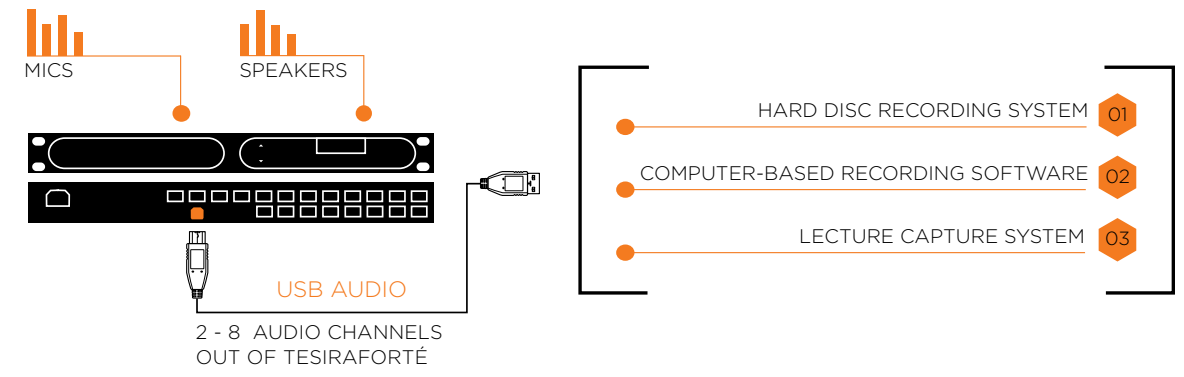 MICS
SPEAKERS
HARD DISC RECORDING SYSTEM 01
COMPUTER-BASED RECORDING SOFTWARE 02
LECTURE CAPTURE SYSTEM 03
USB AUDIO
2 - 8 AUDIO CHANNELS
OUT OF TESIRAFORTÉ